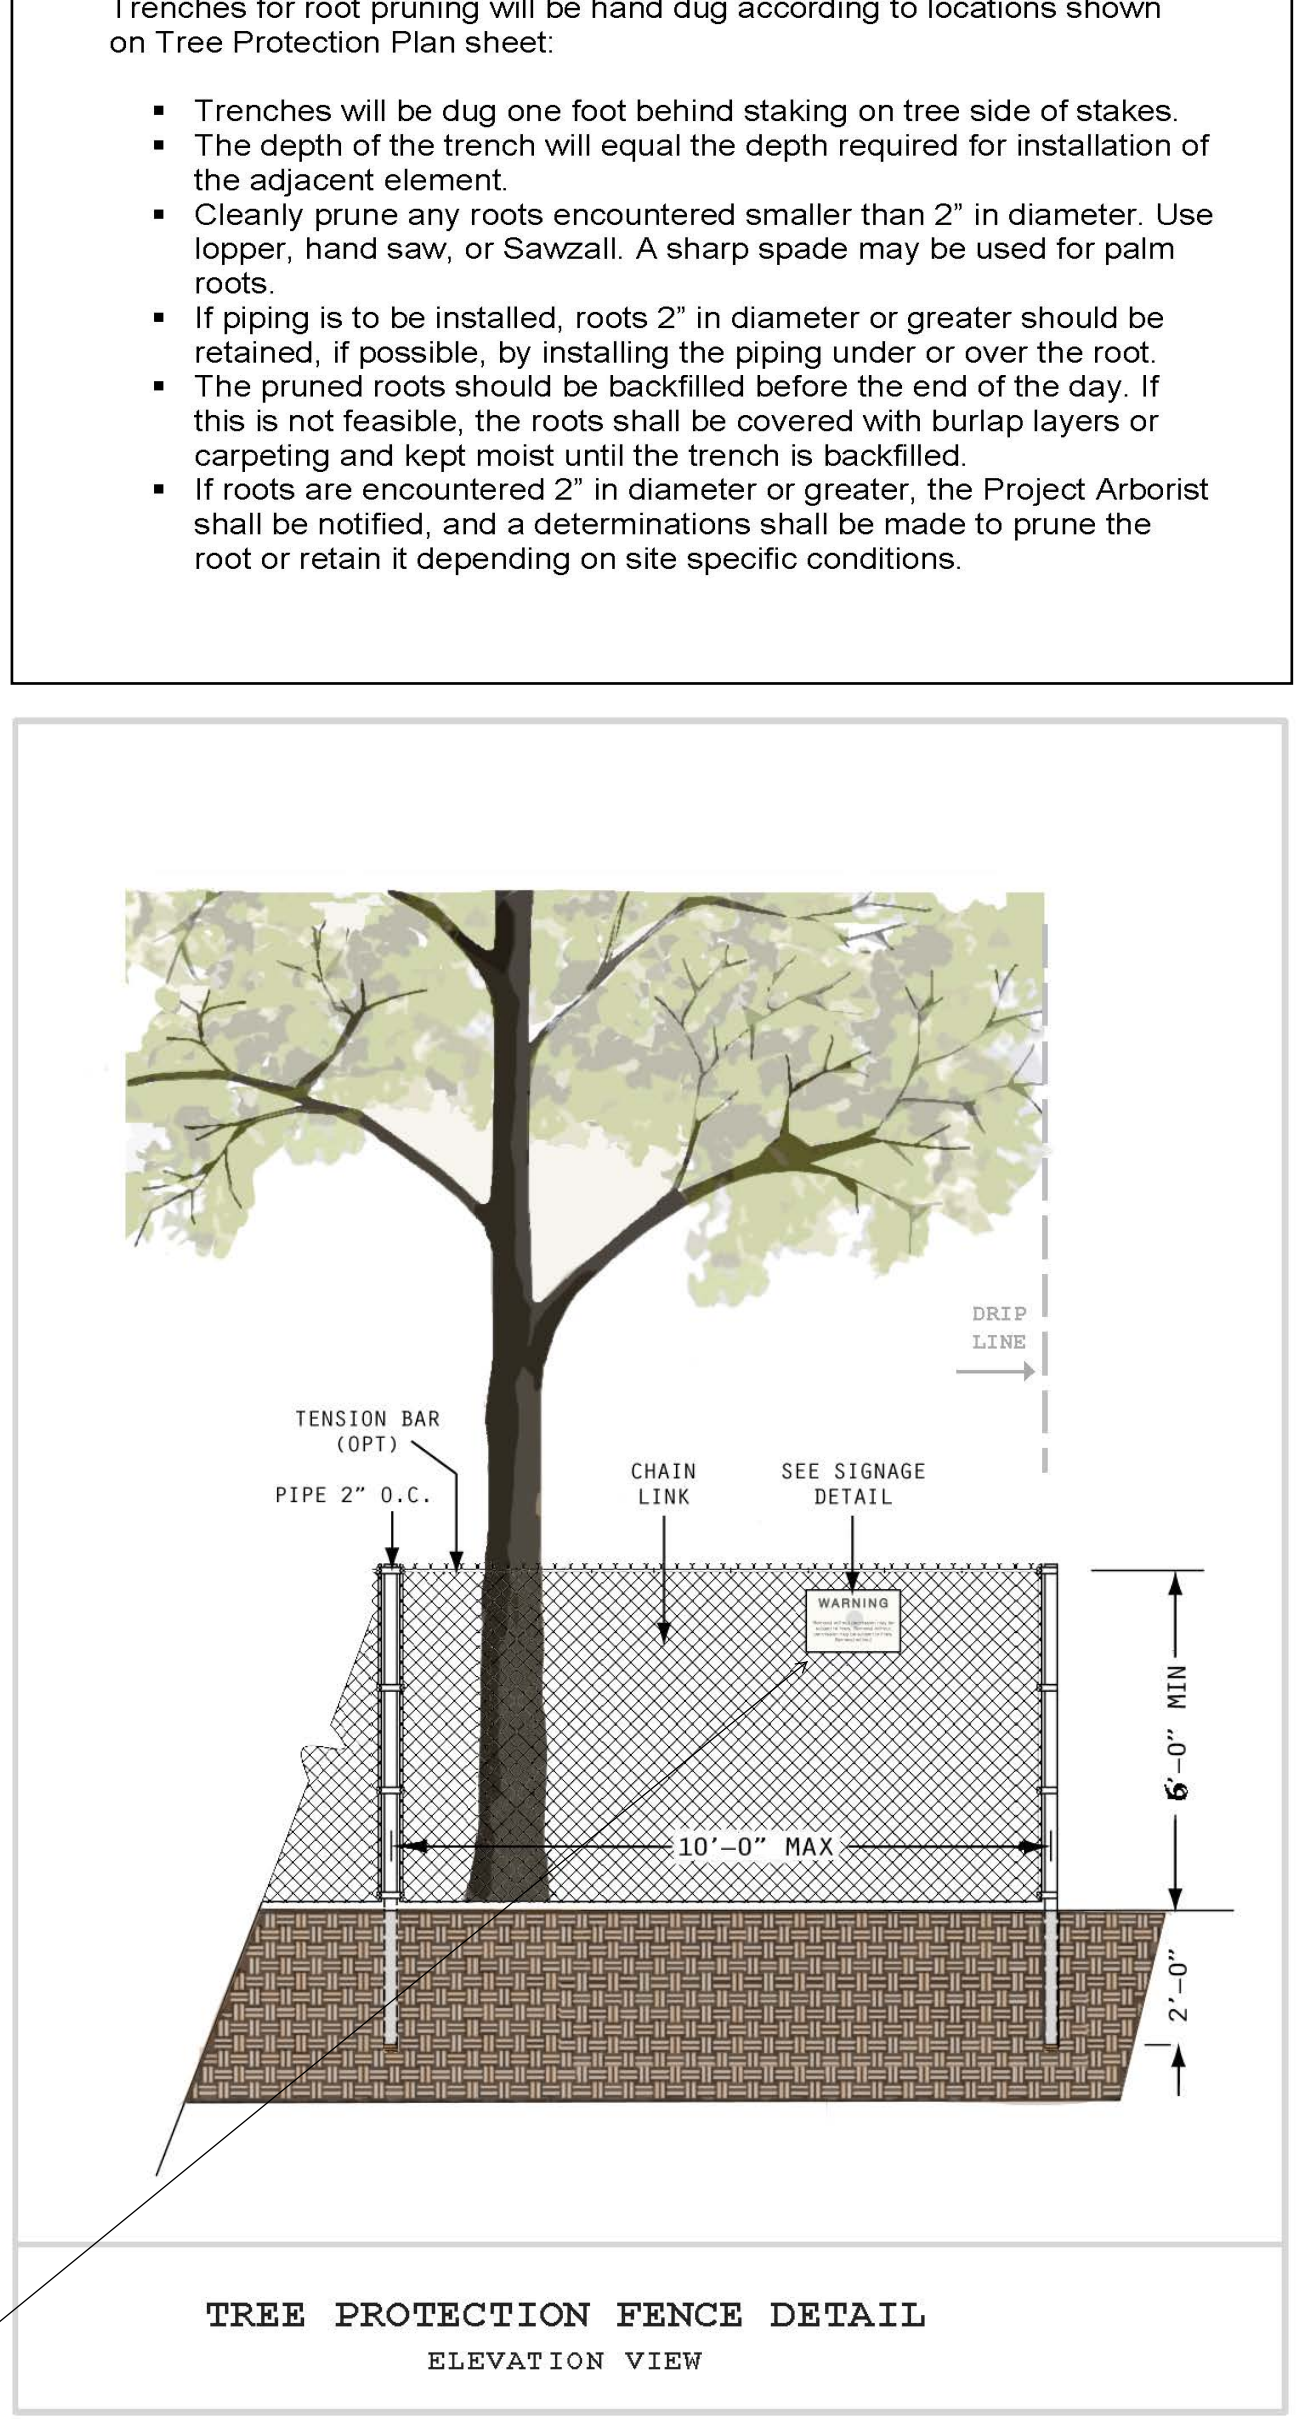 Trenches for root pruning will be hand dug according to locations shown
on Tree Protection Plan sheet:
▪ Trenches will be dug one foot behind staking on tree side of stakes.
▪ The depth of the trench will equal the depth required for installation of
the adjacent element.
▪ Cleanly prune any roots encountered smaller than 2” in diameter. Use
lopper, hand saw, or Sawzall. A sharp spade may be used for palm
roots.
▪ If piping is to be installed, roots 2” in diameter or greater should be
retained, if possible, by installing the piping under or over the root.
▪ The pruned roots should be backfilled before the end of the day. If
this is not feasible, the roots shall be covered with burlap layers or
carpeting and kept moist until the trench is backfilled.
▪ If roots are encountered 2” in diameter or greater, the Project Arborist
shall be notified, and a determinations shall be made to prune the
root or retain it depending on site specific conditions.
DRIP
LINE
TENSION BAR
(OPT)
PIPE 2” O.C.
CHAIN
LINK
SEE SIGNAGE
DETAIL
WARNING
6’–0” MIN
10’–0” MAX
2’–0”
TREE PROTECTION FENCE DETAIL
ELEVATION VIEW